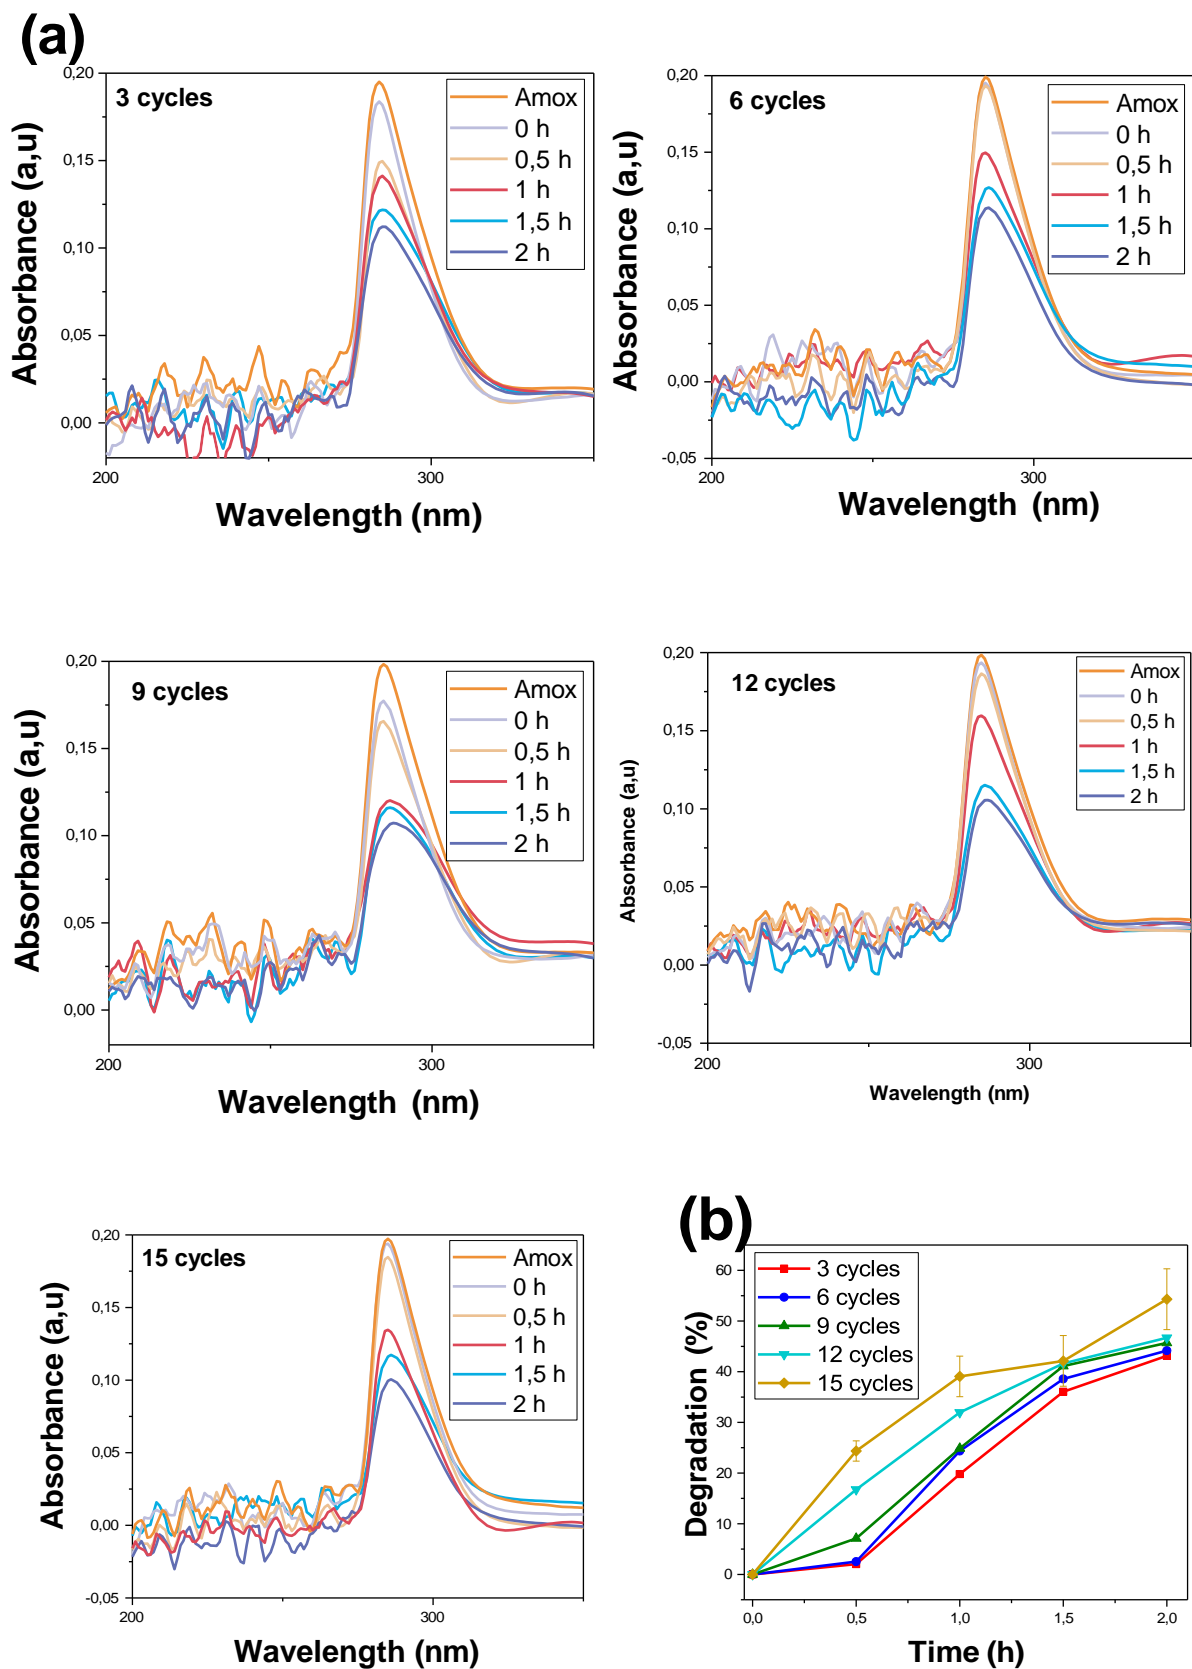 (a)
3 cycles
Absorbance (a,u)
0,20
0,15
0,10
0,05
0,00
200
300
Wavelength (nm)
Amox
0 h
0,5 h
1 h
1,5 h
2 h
6 cycles
Absorbance (a,u)
0,20
0,15
0,10
0,05
0,00
-0,05
200
300
Wavelength (nm)
Amox
0 h
0,5 h
1 h
1,5 h
2 h
9 cycles
Absorbance (a,u)
0,20
0,15
0,10
0,05
0,00
200
300
Wavelength (nm)
Amox
0 h
0,5 h
1 h
1,5 h
2 h
12 cycles
Absorbance (a,u)
0,20
0,15
0,10
0,05
0,00
-0,05
200
300
Wavelength (nm)
Amox
0 h
0,5 h
1 h
1,5 h
2 h
15 cycles
Absorbance (a,u)
0,20
0,15
0,10
0,05
0,00
-0,05
200
300
Wavelength (nm)
Amox
0 h
0,5 h
1 h
1,5 h
2 h
(b)
Degradation (%)
60
50
40
30
20
10
0
0,0
0,5
1,0
1,5
2,0
Time (h)
3 cycles
6 cycles
9 cycles
12 cycles
15 cycles